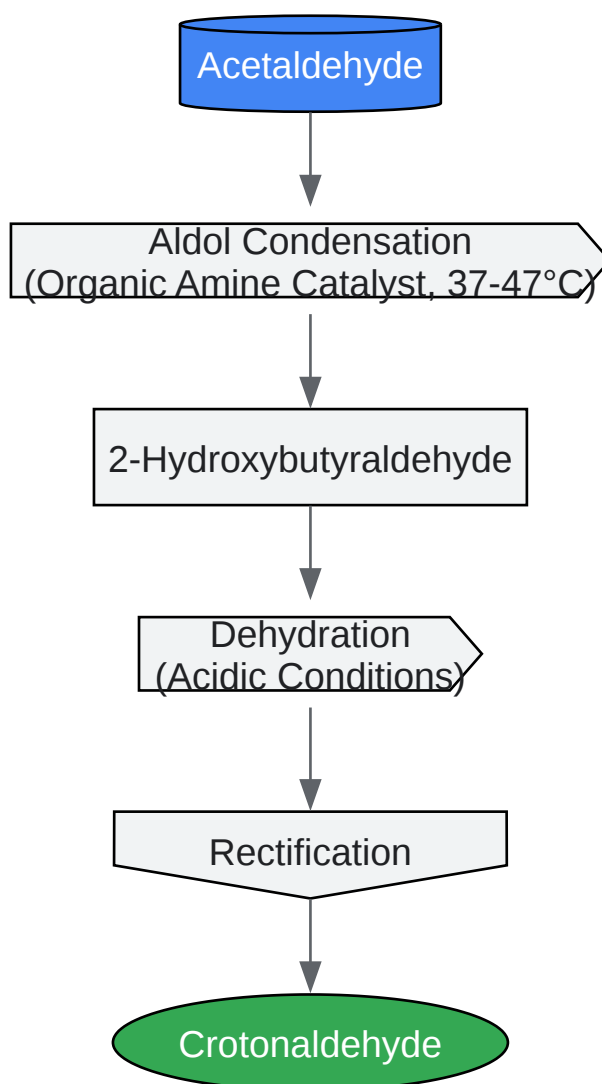 Acetaldehyde
Aldol Condensation
(Organic Amine Catalyst, 37-47°C)
2-Hydroxybutyraldehyde
Dehydration
(Acidic Conditions)
Rectification
Crotonaldehyde